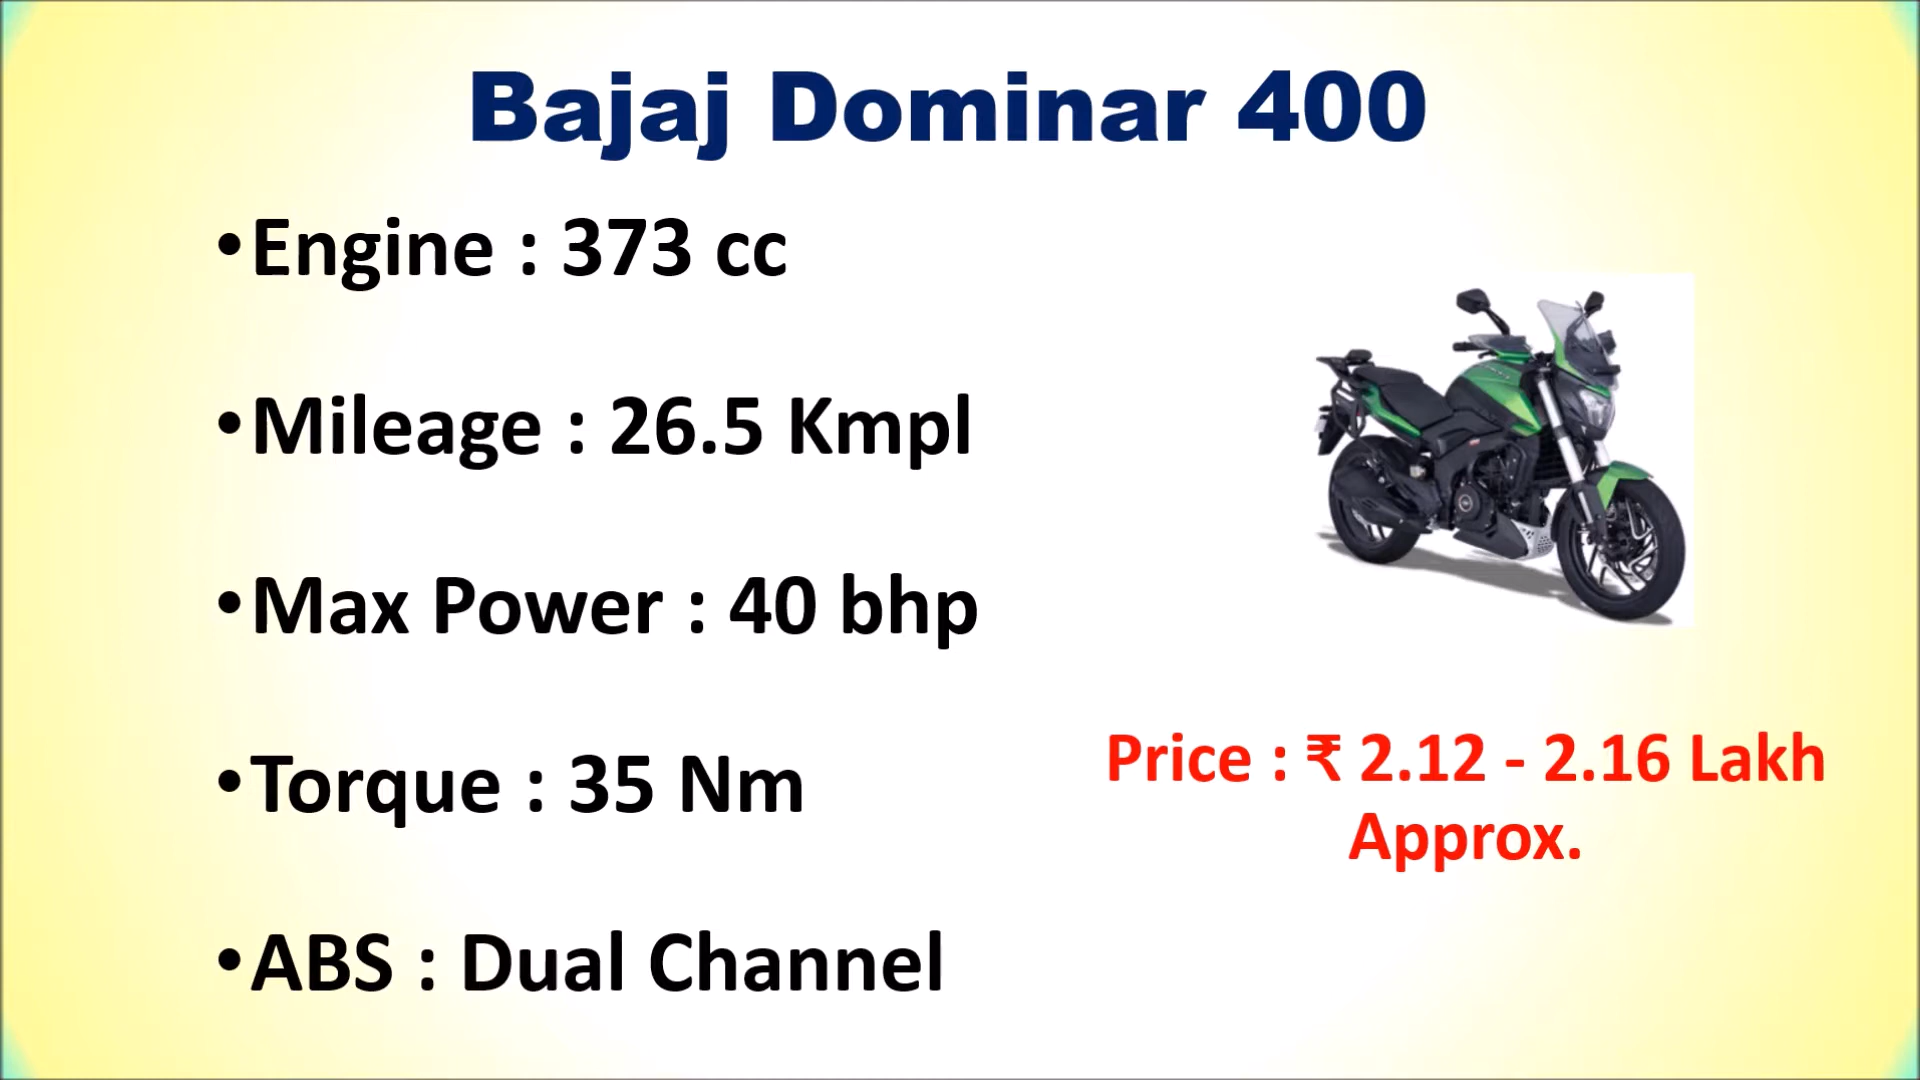 Bajaj Dominar 400
•Engine : 373 cc
•Mileage : 26.5 Kmpl
•Max Power : 40 bhp
•Torque : 35 Nm
•ABS : Dual Channel
Price : ₹ 2.12 - 2.16 Lakh
Approx.